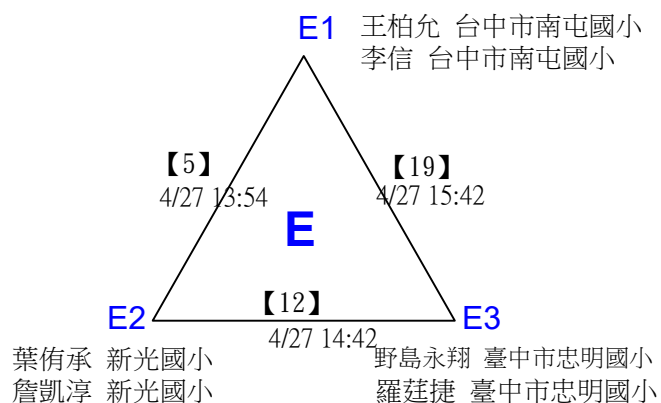 E1 王柏允 台中市南屯國小
李信 台中市南屯國小
【5】
4/27 13:54
【19】
4/27 15:42
E
【12】
4/27 14:42
E2
E3
葉侑承 新光國小
詹凱淳 新光國小
野島永翔 臺中市忠明國小
羅莛捷 臺中市忠明國小